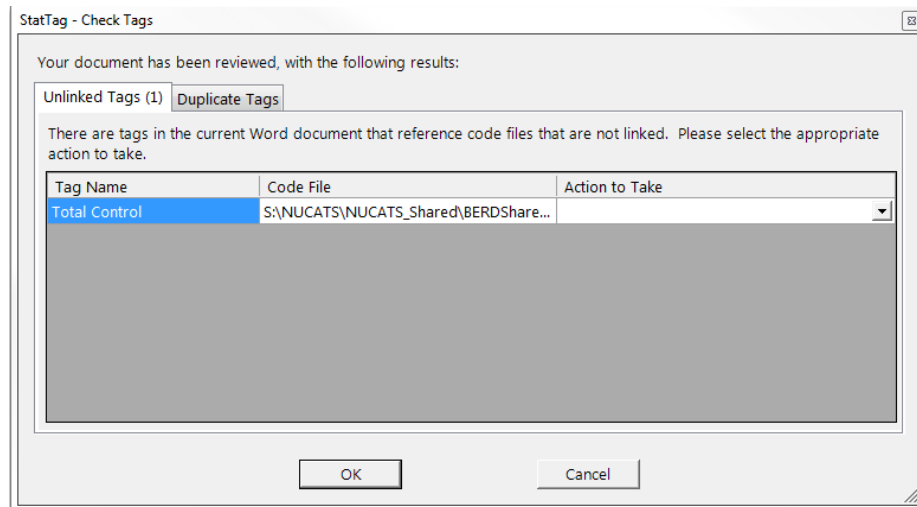 StatTag - Check Tags
Your document has been reviewed, with the following results:
Unlinked Tags (1) Duplicate Tags
There are tags in the current Word document that reference code files that are not linked. Please select the appropriate
action to take.
Tag Name Code File Action to Take
Total Control S:\NUCATS\NUCATS_Shared\BERDShare...
OK Cancel